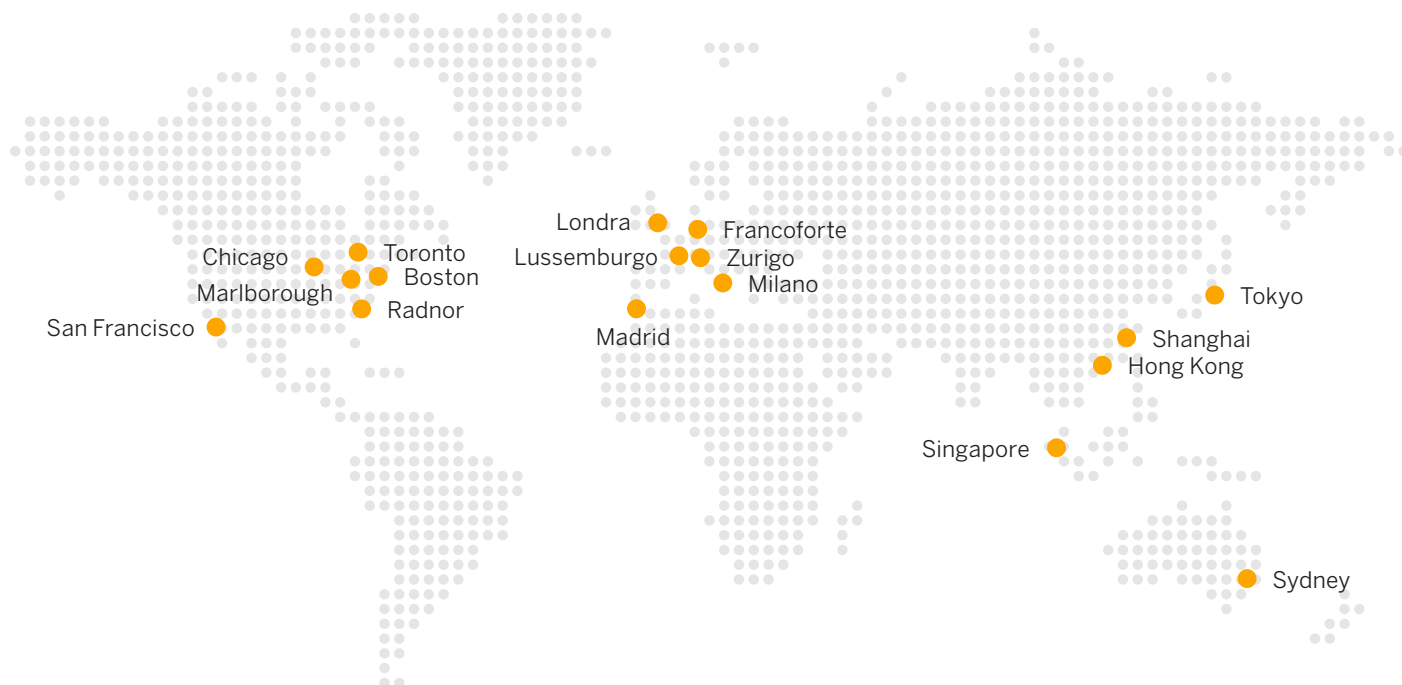 Londra
Francoforte
Chicago
Toronto
Lussemburgo
Zurigo
Boston
Marlborough
Milano
Radnor
Tokyo
San Francisco
Madrid
Shanghai
Hong Kong
Singapore
Sydney